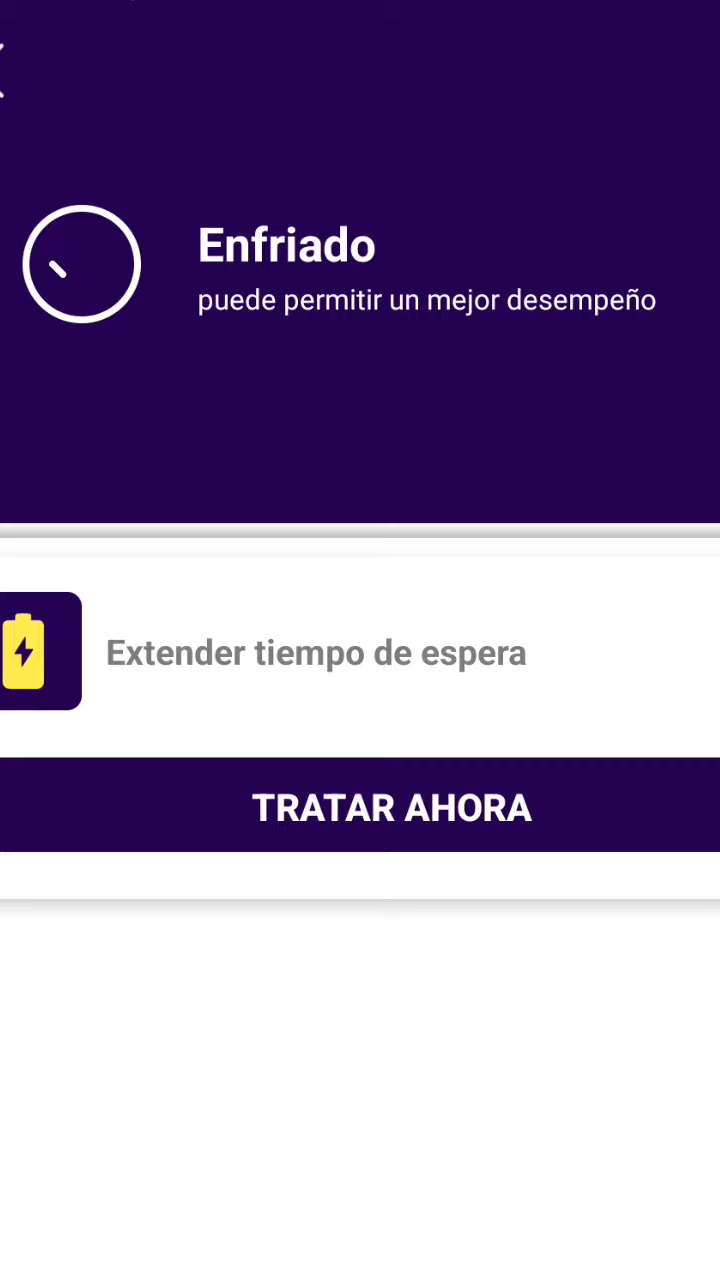 Enfriado
puede permitir un mejor desempeño
Extender tiempo de espera
TRATAR AHORA